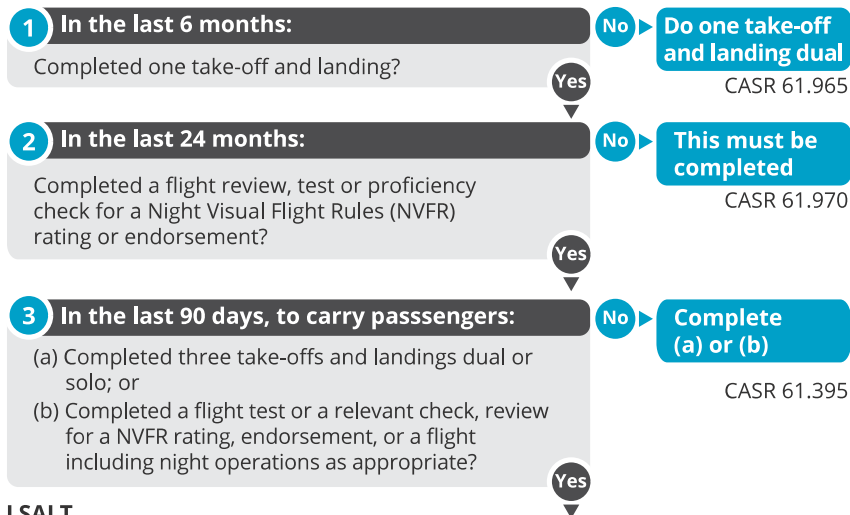 1 In the last 6 months:
No
Do one take-off
and landing dual
Completed one take-off and landing?
Yes
CASR 61.965
2 In the last 24 months:
No
This must be
completed
Completed a flight review, test or proficiency
check for a Night Visual Flight Rules (NVFR)
rating or endorsement?
Yes
CASR 61.970
3 In the last 90 days, to carry passsengers:
No
Complete
(a) or (b)
(a) Completed three take-offs and landings dual or
solo; or
(b) Completed a flight test or a relevant check, review
for a NVFR rating, endorsement, or a flight
including night operations as appropriate?
Yes
CASR 61.395
LSALT